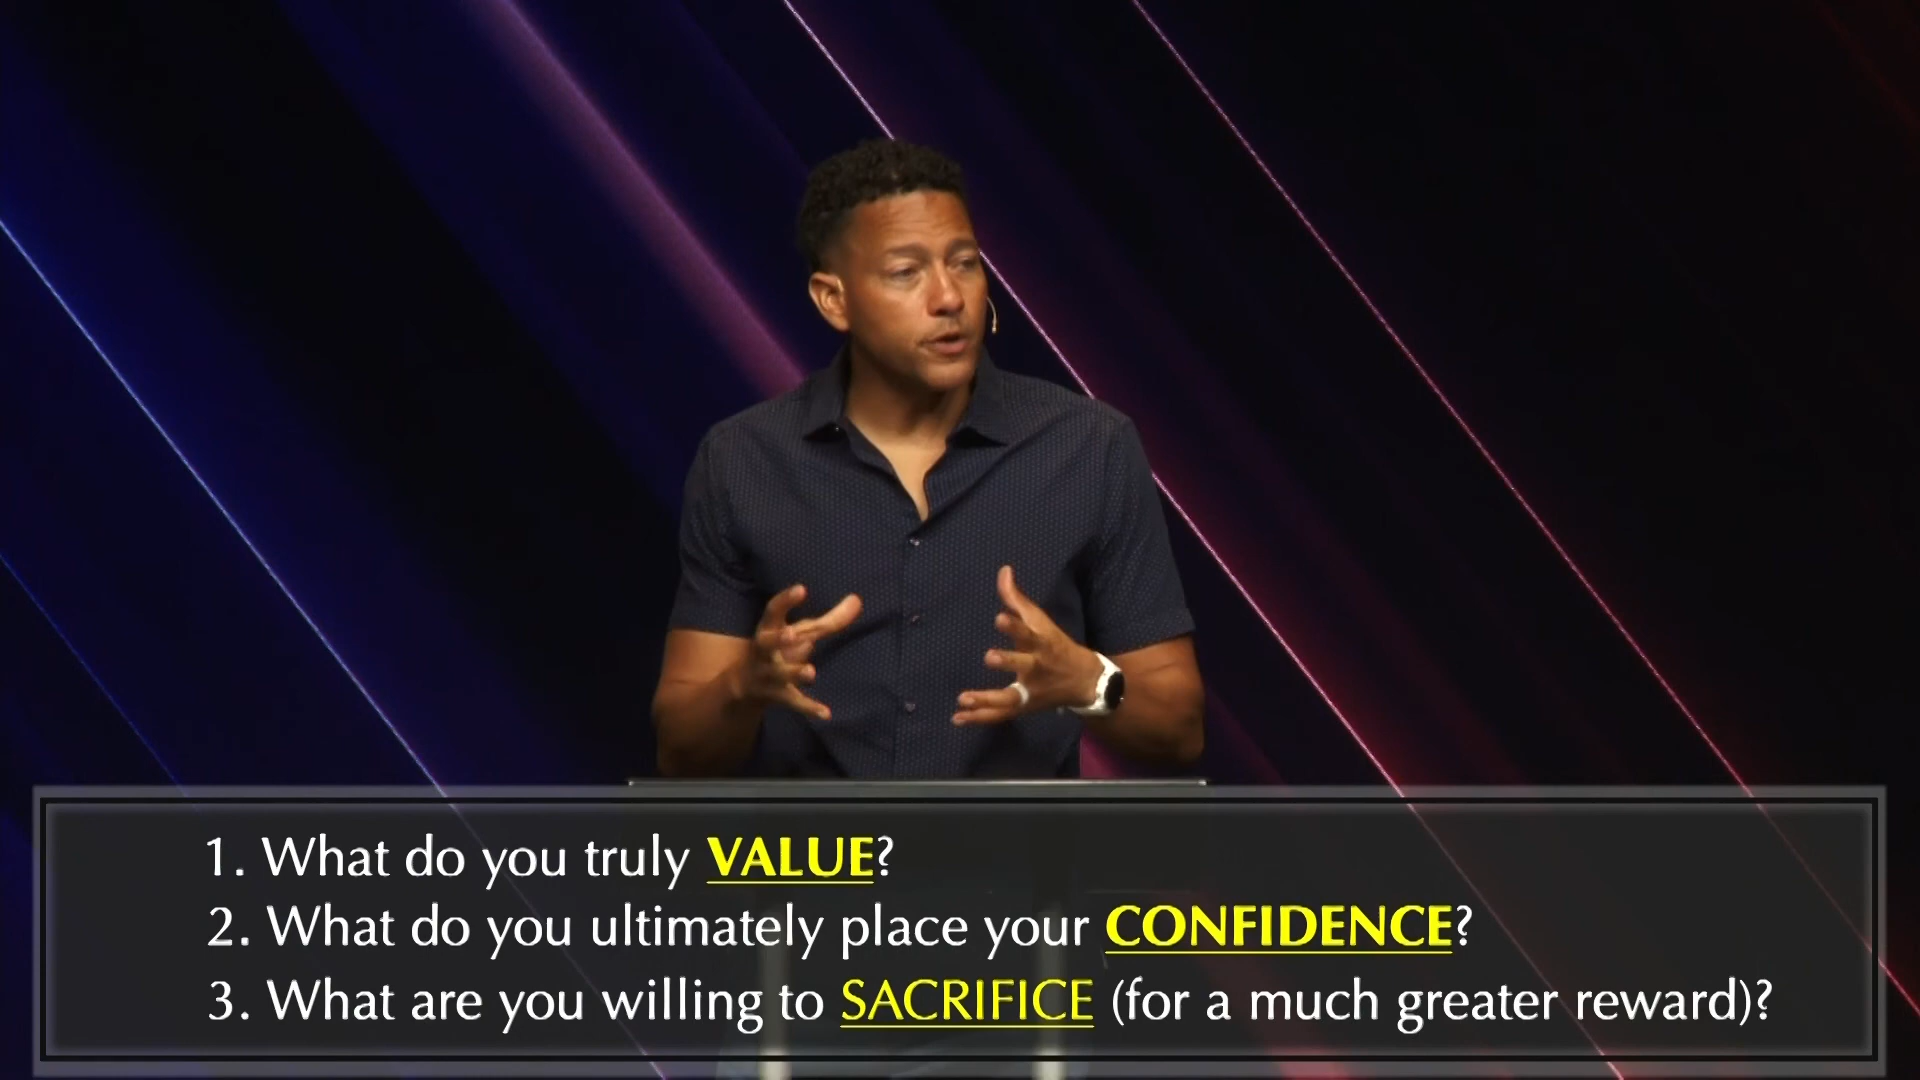 1. What do you truly VALUE?
2. What do you ultimately place your CONFIDENCE?
3. What are you willing to SACRIFICE (for a much greater reward)?